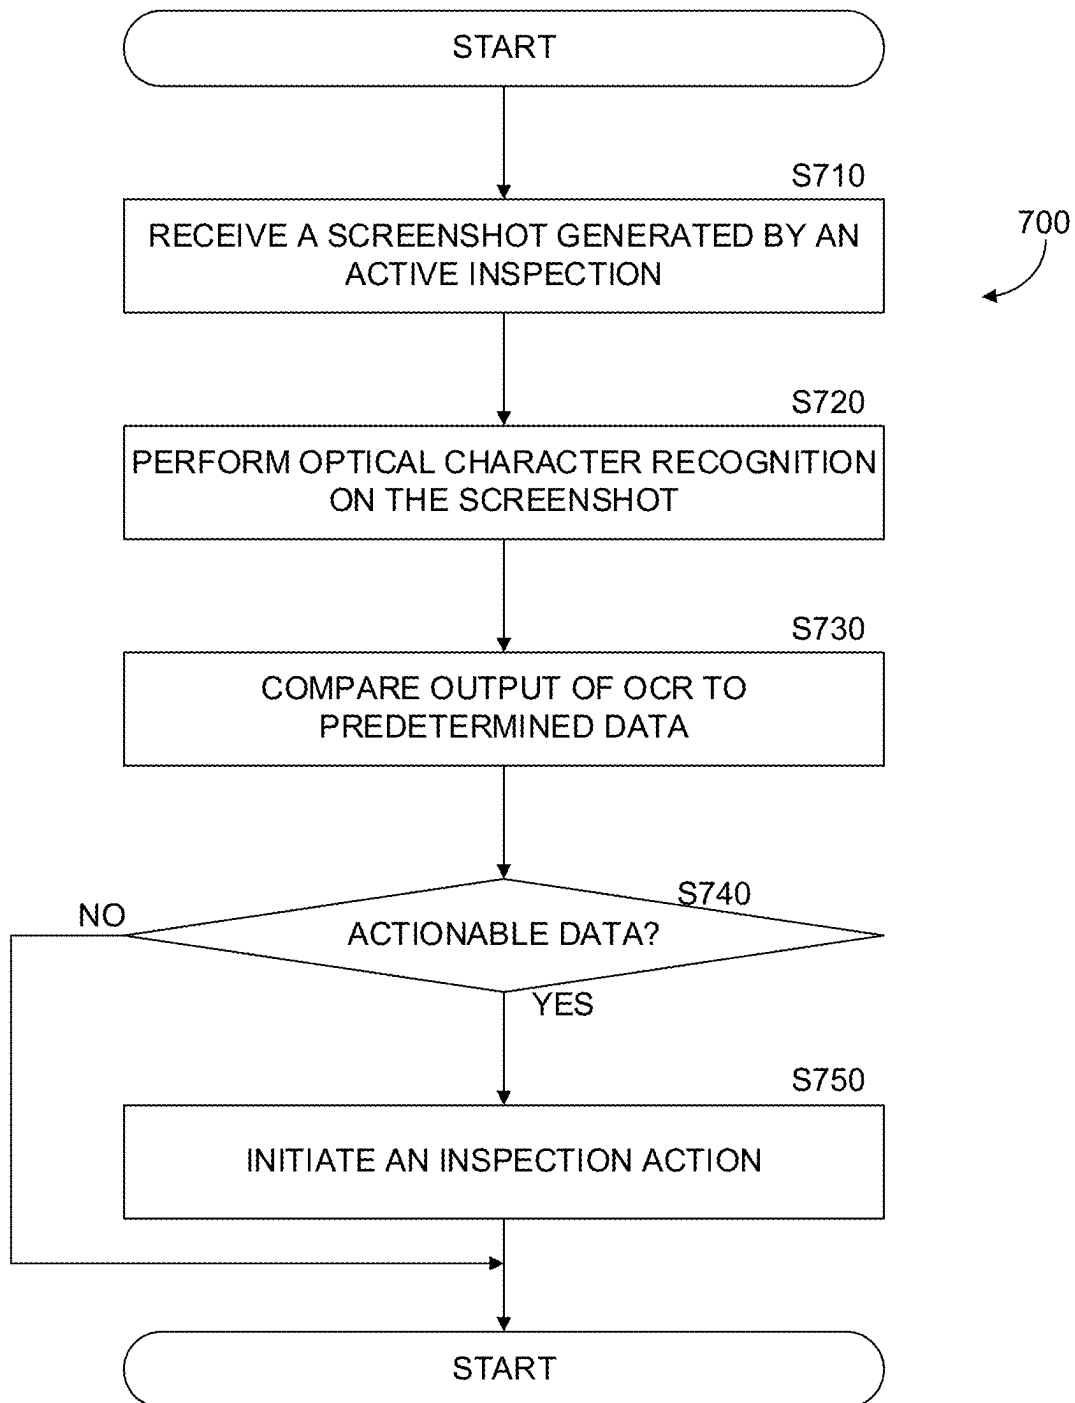 START
S710
RECEIVE A SCREENSHOT GENERATED BY AN
ACTIVE INSPECTION
700
S720
PERFORM OPTICAL CHARACTER RECOGNITION
ON THE SCREENSHOT
S730
COMPARE OUTPUT OF OCR TO
PREDETERMINED DATA
S740
NO
ACTIONABLE DATA?
YES
S750
INITIATE AN INSPECTION ACTION
START